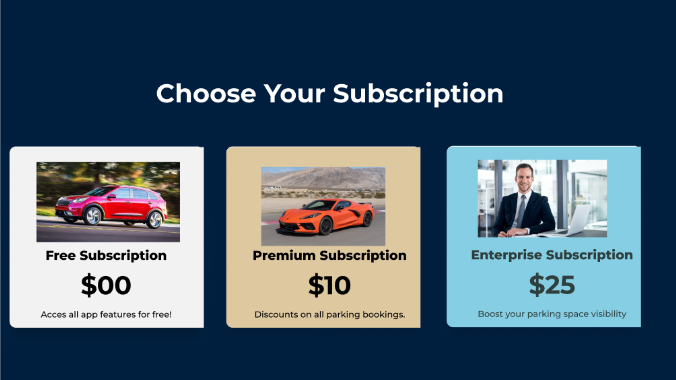 Choose Your Subscription
Free Subscription
$00
Acces all app features for free!
Premium Subscription
$10
Discounts on all parking bookings.
Enterprise Subscription
$25
Boost your parking space visibility